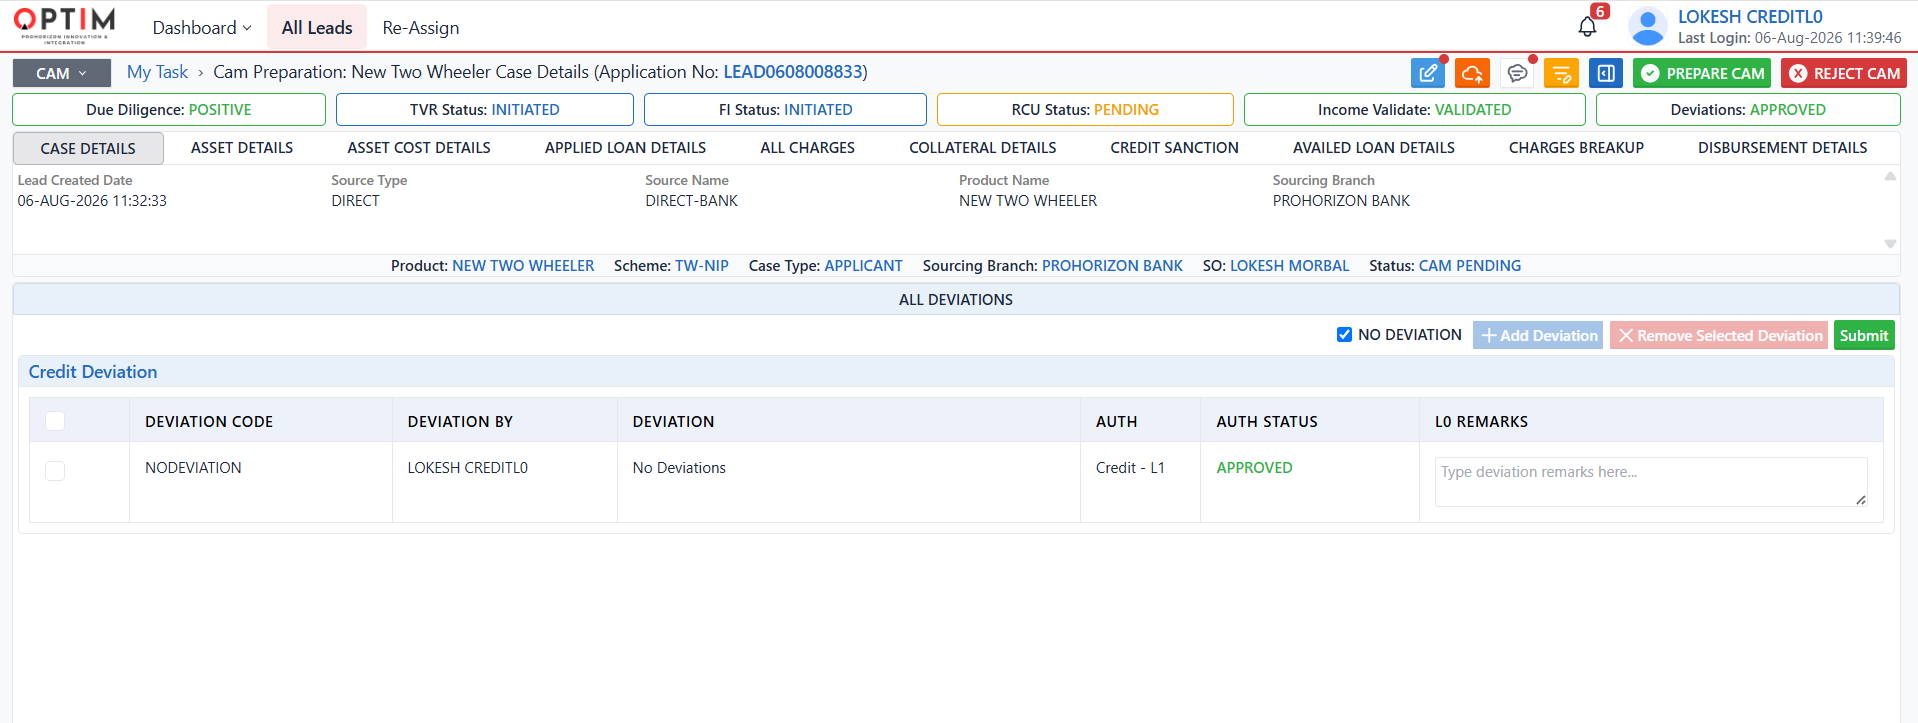 OPTIM
PROHORIZON INNOVATION & INTEGRATION
Dashboard
All Leads
Re-Assign
6
LOKESH CREDITL0
Last Login: 06-Aug-2026 11:39:46
CAM
My Task › Cam Preparation: New Two Wheeler Case Details (Application No: LEAD0608008833)
PREPARE CAM
REJECT CAM
Due Diligence: POSITIVE
TVR Status: INITIATED
FI Status: INITIATED
RCU Status: PENDING
Income Validate: VALIDATED
Deviations: APPROVED
CASE DETAILS
ASSET DETAILS
ASSET COST DETAILS
APPLIED LOAN DETAILS
ALL CHARGES
COLLATERAL DETAILS
CREDIT SANCTION
AVAILED LOAN DETAILS
CHARGES BREAKUP
DISBURSEMENT DETAILS
Lead Created Date
06-AUG-2026 11:32:33
Source Type
DIRECT
Source Name
DIRECT-BANK
Product Name
NEW TWO WHEELER
Sourcing Branch
PROHORIZON BANK
Product: NEW TWO WHEELER Scheme: TW-NIP Case Type: APPLICANT Sourcing Branch: PROHORIZON BANK SO: LOKESH MORBAL Status: CAM PENDING
ALL DEVIATIONS
NO DEVIATION
Add Deviation
Remove Selected Deviation
Submit
Credit Deviation
DEVIATION CODE DEVIATION BY DEVIATION AUTH AUTH STATUS L0 REMARKS
NODEVIATION LOKESH CREDITL0 No Deviations Credit - L1 APPROVED Type deviation remarks here...